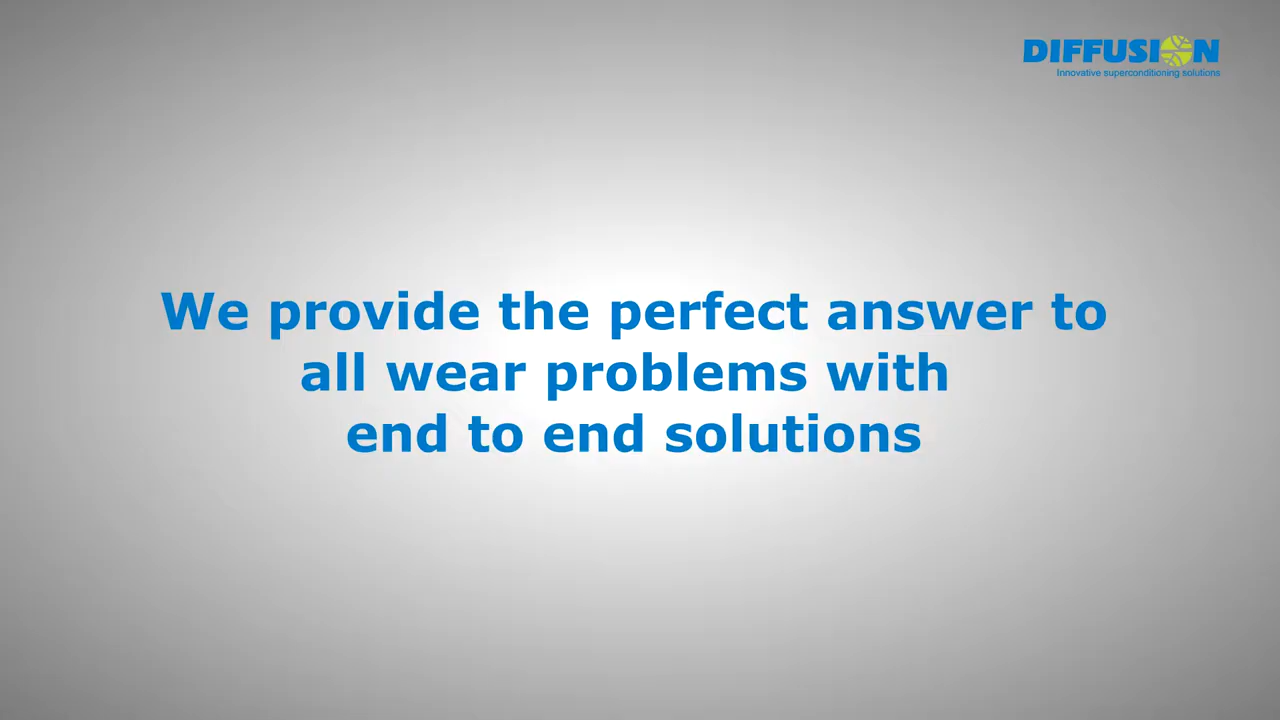 DIFFUSION
Innovative superconditioning solutions
We provide the perfect answer to
all wear problems with
end to end solutions